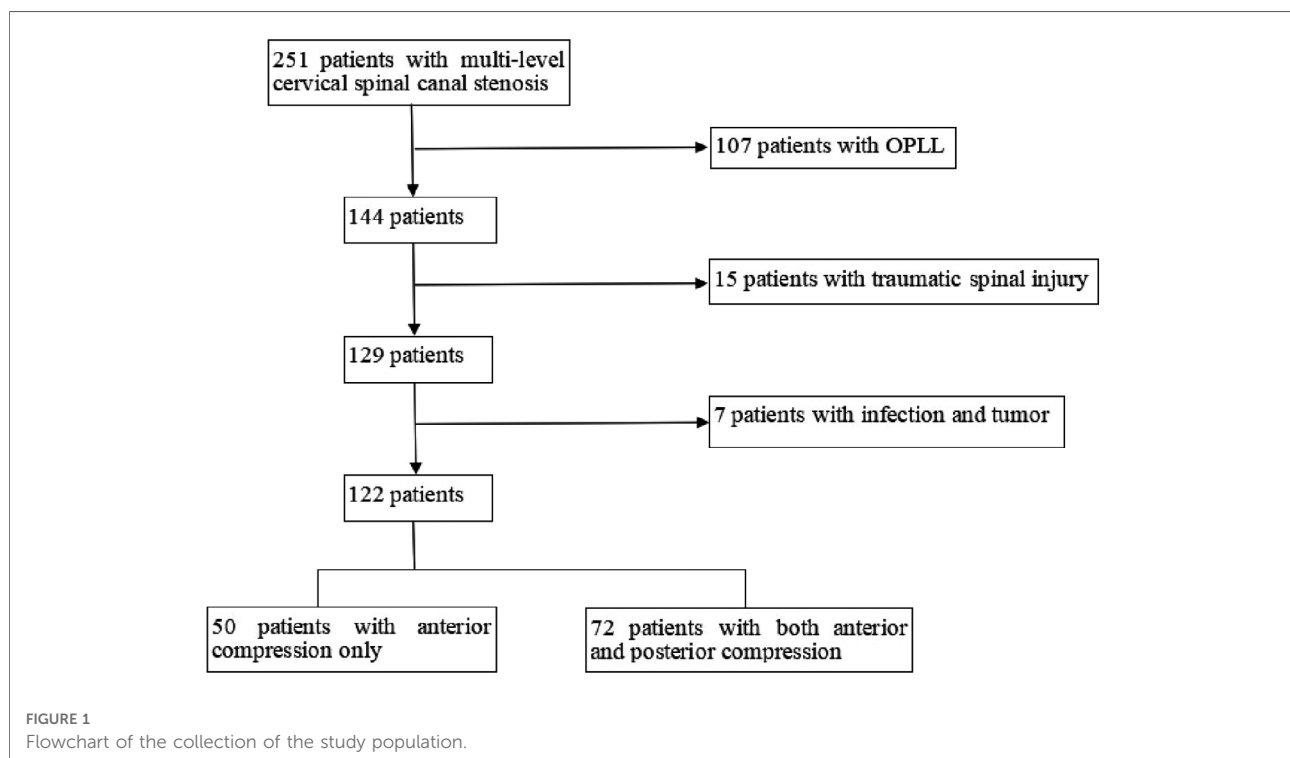 251 patients with multi-level
cervical spinal canal stenosis
107 patients with OPLL
144 patients
15 patients with traumatic spinal injury
129 patients
7 patients with infection and tumor
122 patients
50 patients with anterior
compression only
72 patients with both anterior
and posterior compression
FIGURE 1
Flowchart of the collection of the study population.